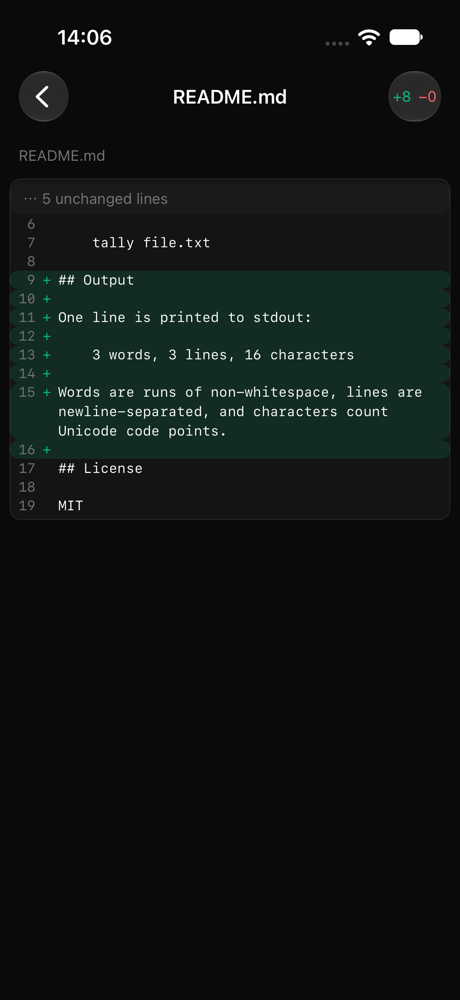 14:06
README.md
+8 −0
README.md
··· 5 unchanged lines
6
7 tally file.txt
8
9 + ## Output
10 +
11 + One line is printed to stdout:
12 +
13 + 3 words, 3 lines, 16 characters
14 +
15 + Words are runs of non-whitespace, lines are
newline-separated, and characters count
Unicode code points.
16 +
17 ## License
18
19 MIT